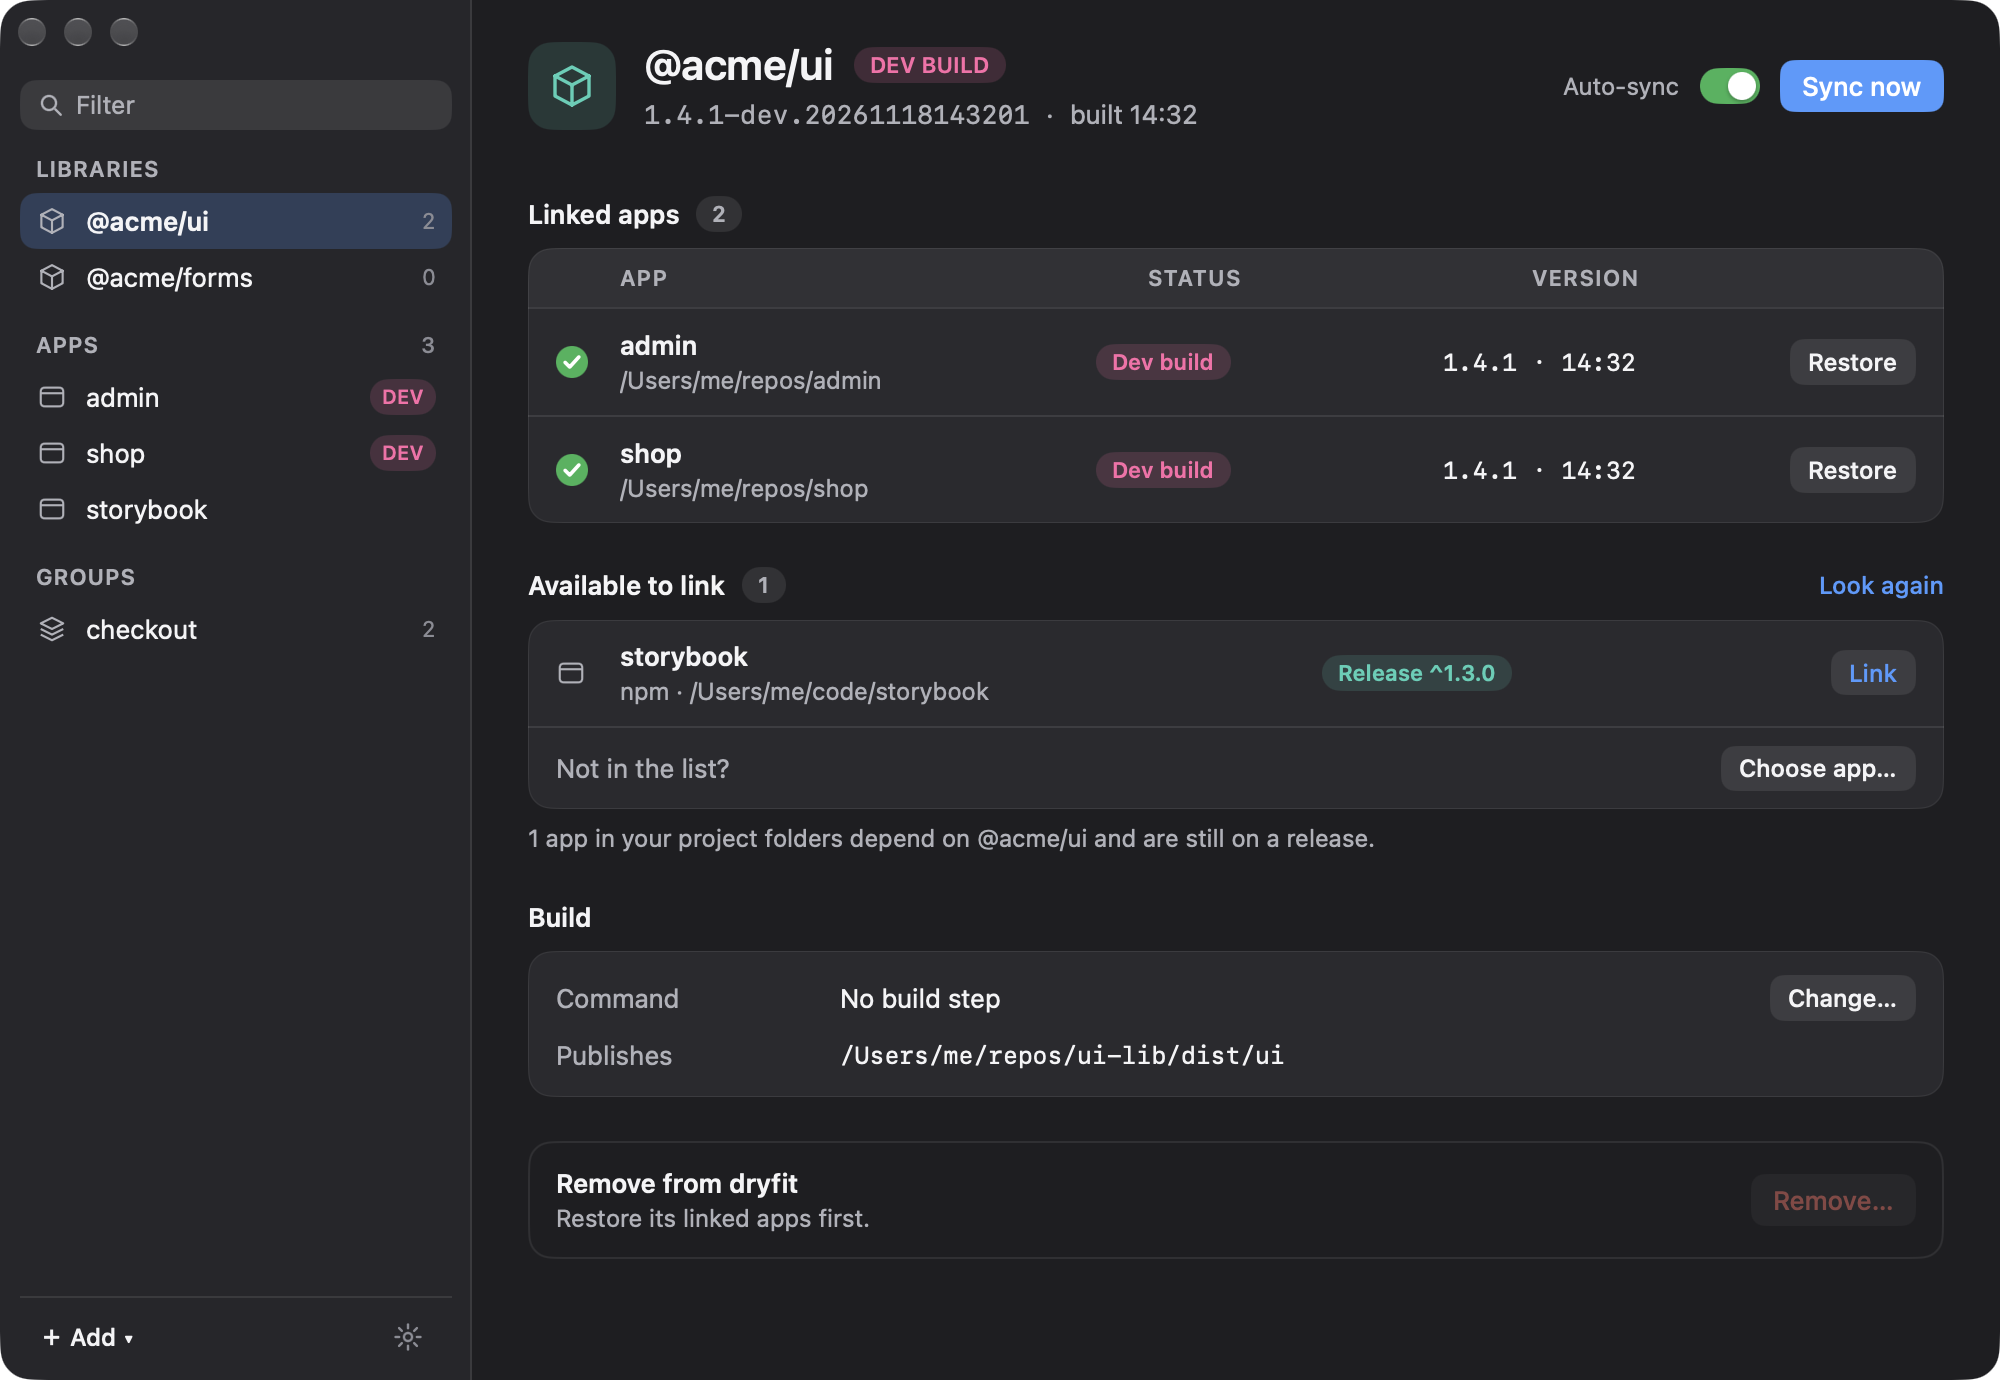 Filter
LIBRARIES
@acme/ui 2
@acme/forms 0
APPS 3
admin DEV
shop DEV
storybook
GROUPS
checkout 2
+ Add ▾
@acme/ui DEV BUILD
1.4.1-dev.20261118143201 · built 14:32
Auto-sync Sync now
Linked apps 2
APP STATUS VERSION
admin
/Users/me/repos/admin
Dev build 1.4.1 · 14:32 Restore
shop
/Users/me/repos/shop
Dev build 1.4.1 · 14:32 Restore
Available to link 1 Look again
storybook
npm · /Users/me/code/storybook
Release ^1.3.0 Link
Not in the list? Choose app...
1 app in your project folders depend on @acme/ui and are still on a release.
Build
Command No build step Change...
Publishes /Users/me/repos/ui-lib/dist/ui
Remove from dryfit
Restore its linked apps first.
Remove...